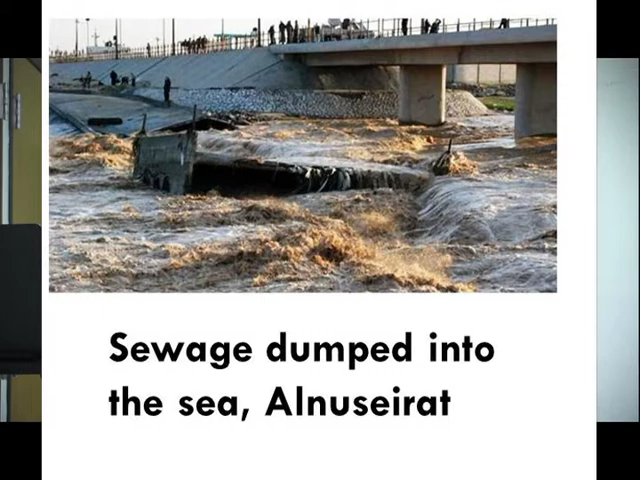 Sewage dumped into
the sea, Alnuseirat